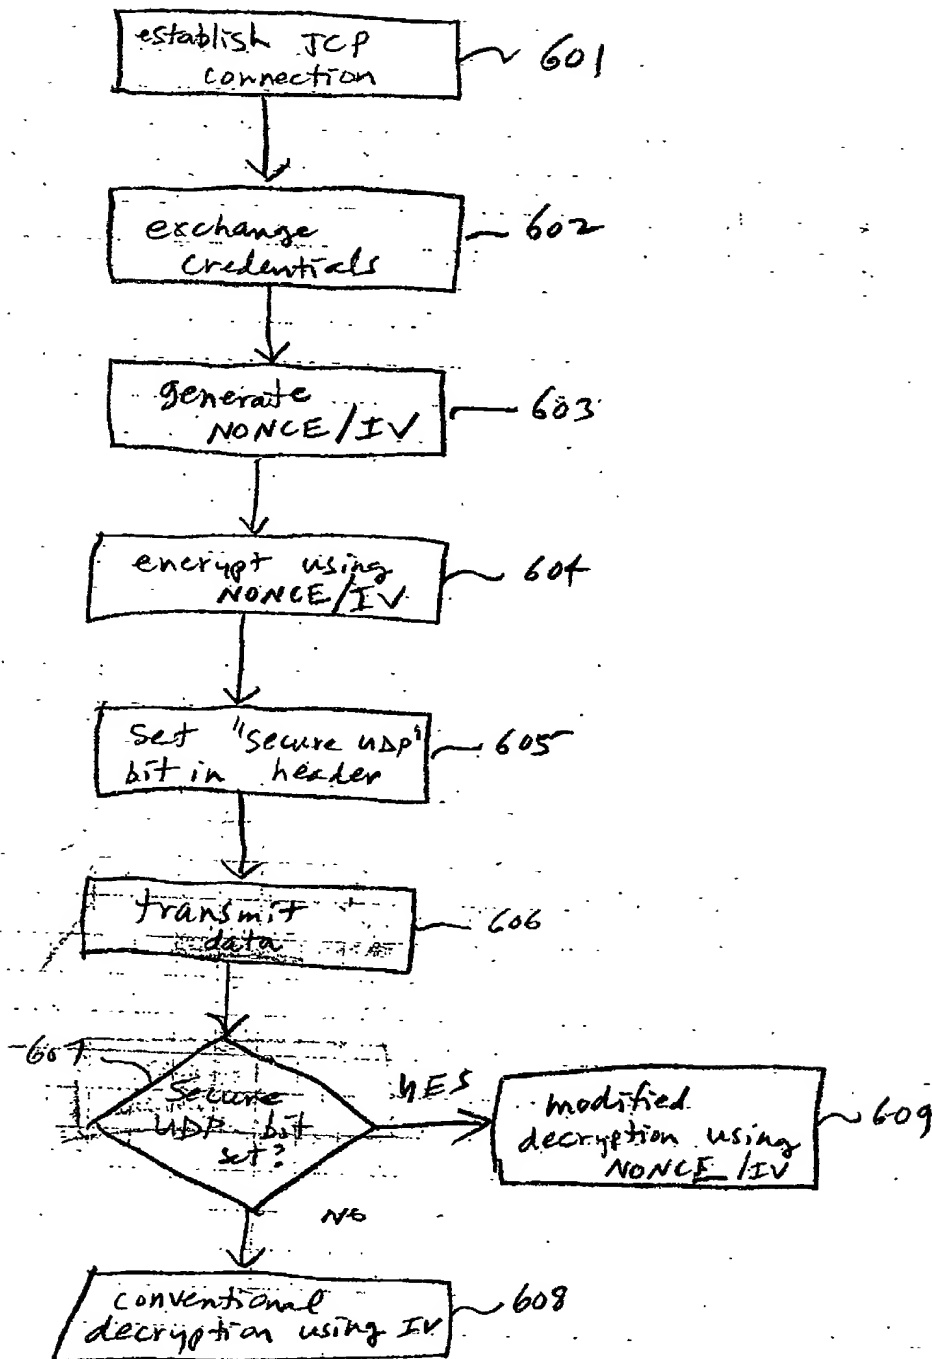 establish TCP
connection
601
exchange
credentials
602
generate
NONCE/IV
603
encrypt using
NONCE/IV
604
set "secure UDP"
bit in header
605
transmit
data
606
607
Secure
UDP bit
set?
YES
modified
decryption using
NONCE/IV
609
NO
conventional
decryption using IV
608